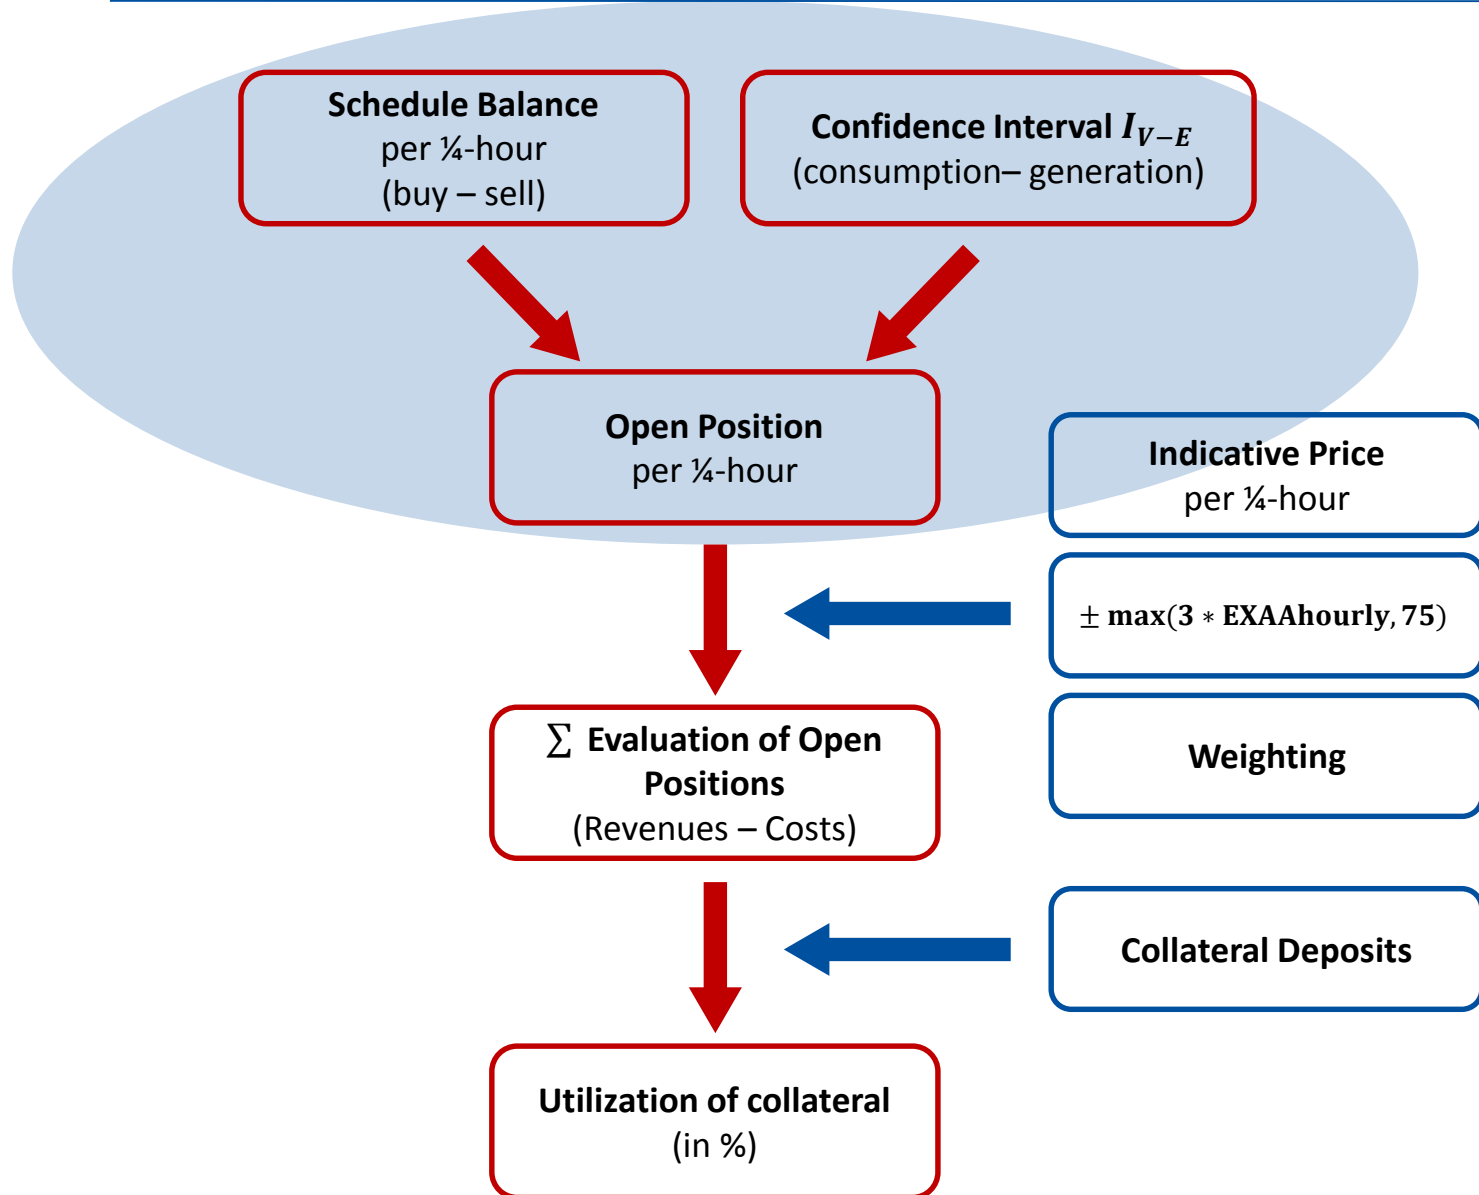 Schedule Balance
per ¼-hour
(buy – sell)
Confidence Interval I_{V−E}
(consumption– generation)
Open Position
per ¼-hour
Indicative Price
per ¼-hour
± max(3 ∗ EXAAhourly, 75)
∑ Evaluation of Open
Positions
(Revenues – Costs)
Weighting
Collateral Deposits
Utilization of collateral
(in %)